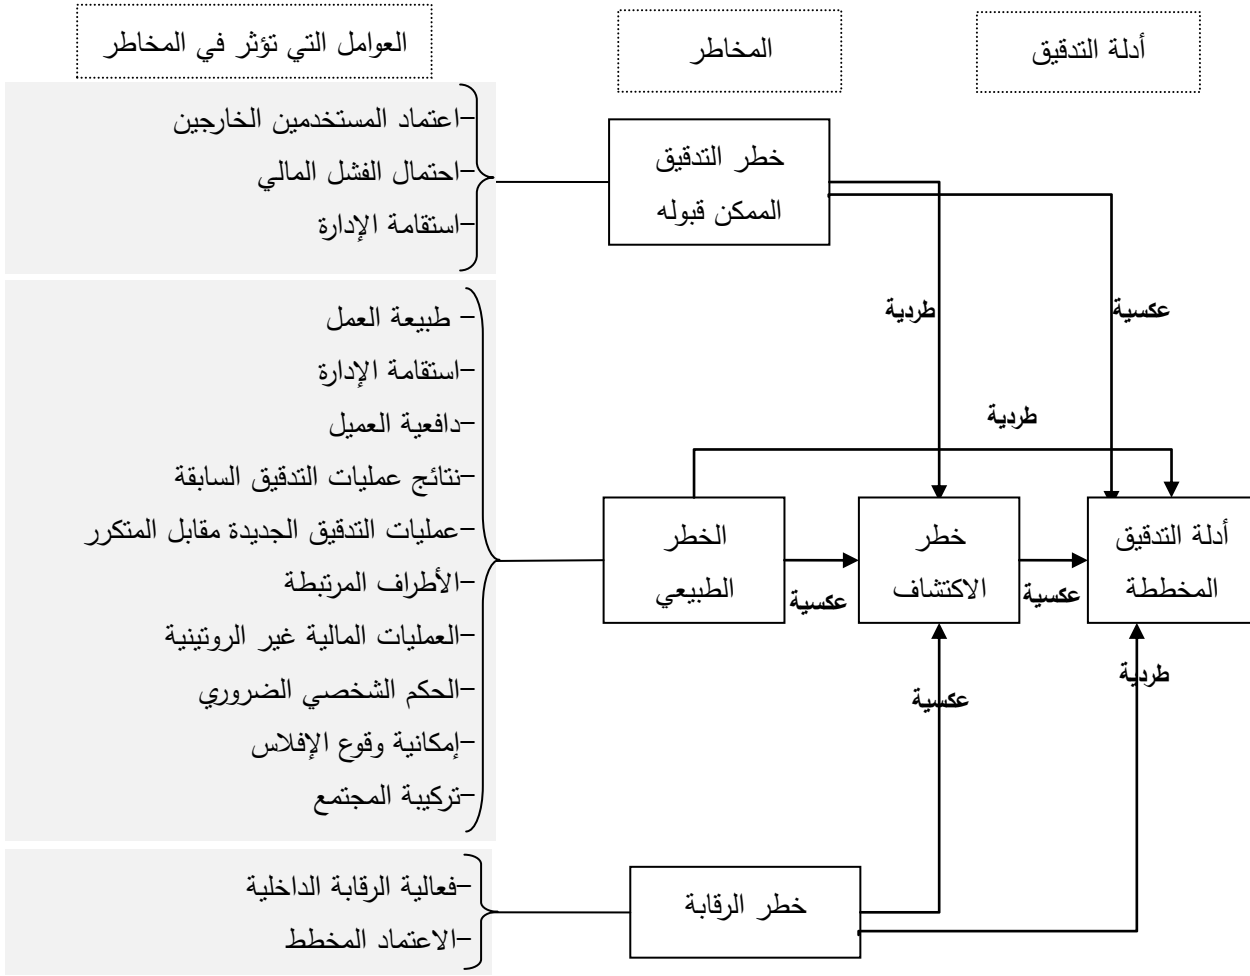 أدلة التدقيق
المخاطر
العوامل التي تؤثر في المخاطر
-اعتماد المستخدمين الخارجين
-احتمال الفشل المالي
-استقامة الإدارة
خطر التدقيق
الممكن قبوله
عكسية
طردية
طردية
- طبيعة العمل
-استقامة الإدارة
-دافعية العميل
-نتائج عمليات التدقيق السابقة
-عمليات التدقيق الجديدة مقابل المتكرر
-الأطراف المرتبطة
-العمليات المالية غير الروتينية
-الحكم الشخصي الضروري
-إمكانية وقوع الإفلاس
-تركيبة المجتمع
أدلة التدقيق
المخططة
عكسية
خطر
الاكتشاف
عكسية
الخطر
الطبيعي
طردية
عكسية
خطر الرقابة
-فعالية الرقابة الداخلية
-الاعتماد المخطط